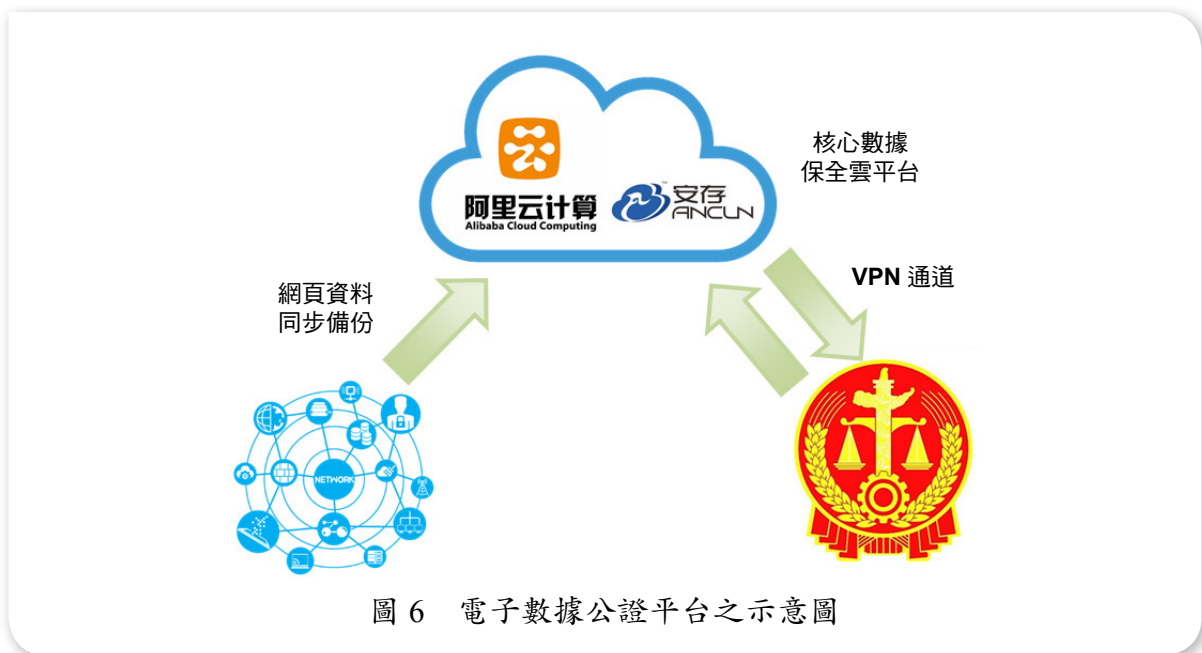 核心數據
保全雲平台
阿里云计算
Alibaba Cloud Computing
安存
ANCUN
VPN 通道
網頁資料
同步備份
NETWORK
圖 6 電子數據公證平台之示意圖